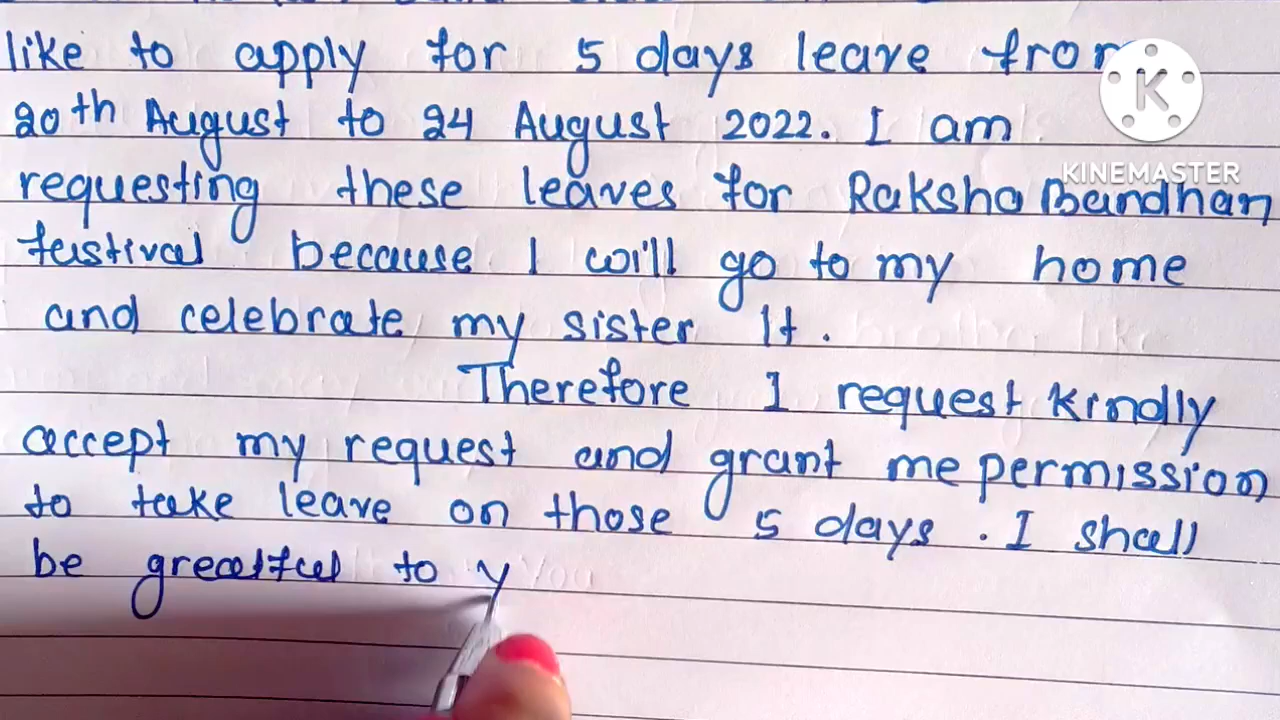 like to apply for 5 days leave from
20th August to 24 August 2022. I am
KINEMASTER
requesting these leaves for Raksha Bandhan
fastival because I will go to my home
and celebrate my sister It.
Therefore I request Kindly
accept my request and grant me permission
to take leave on those 5 days. I shall
be greatful to y